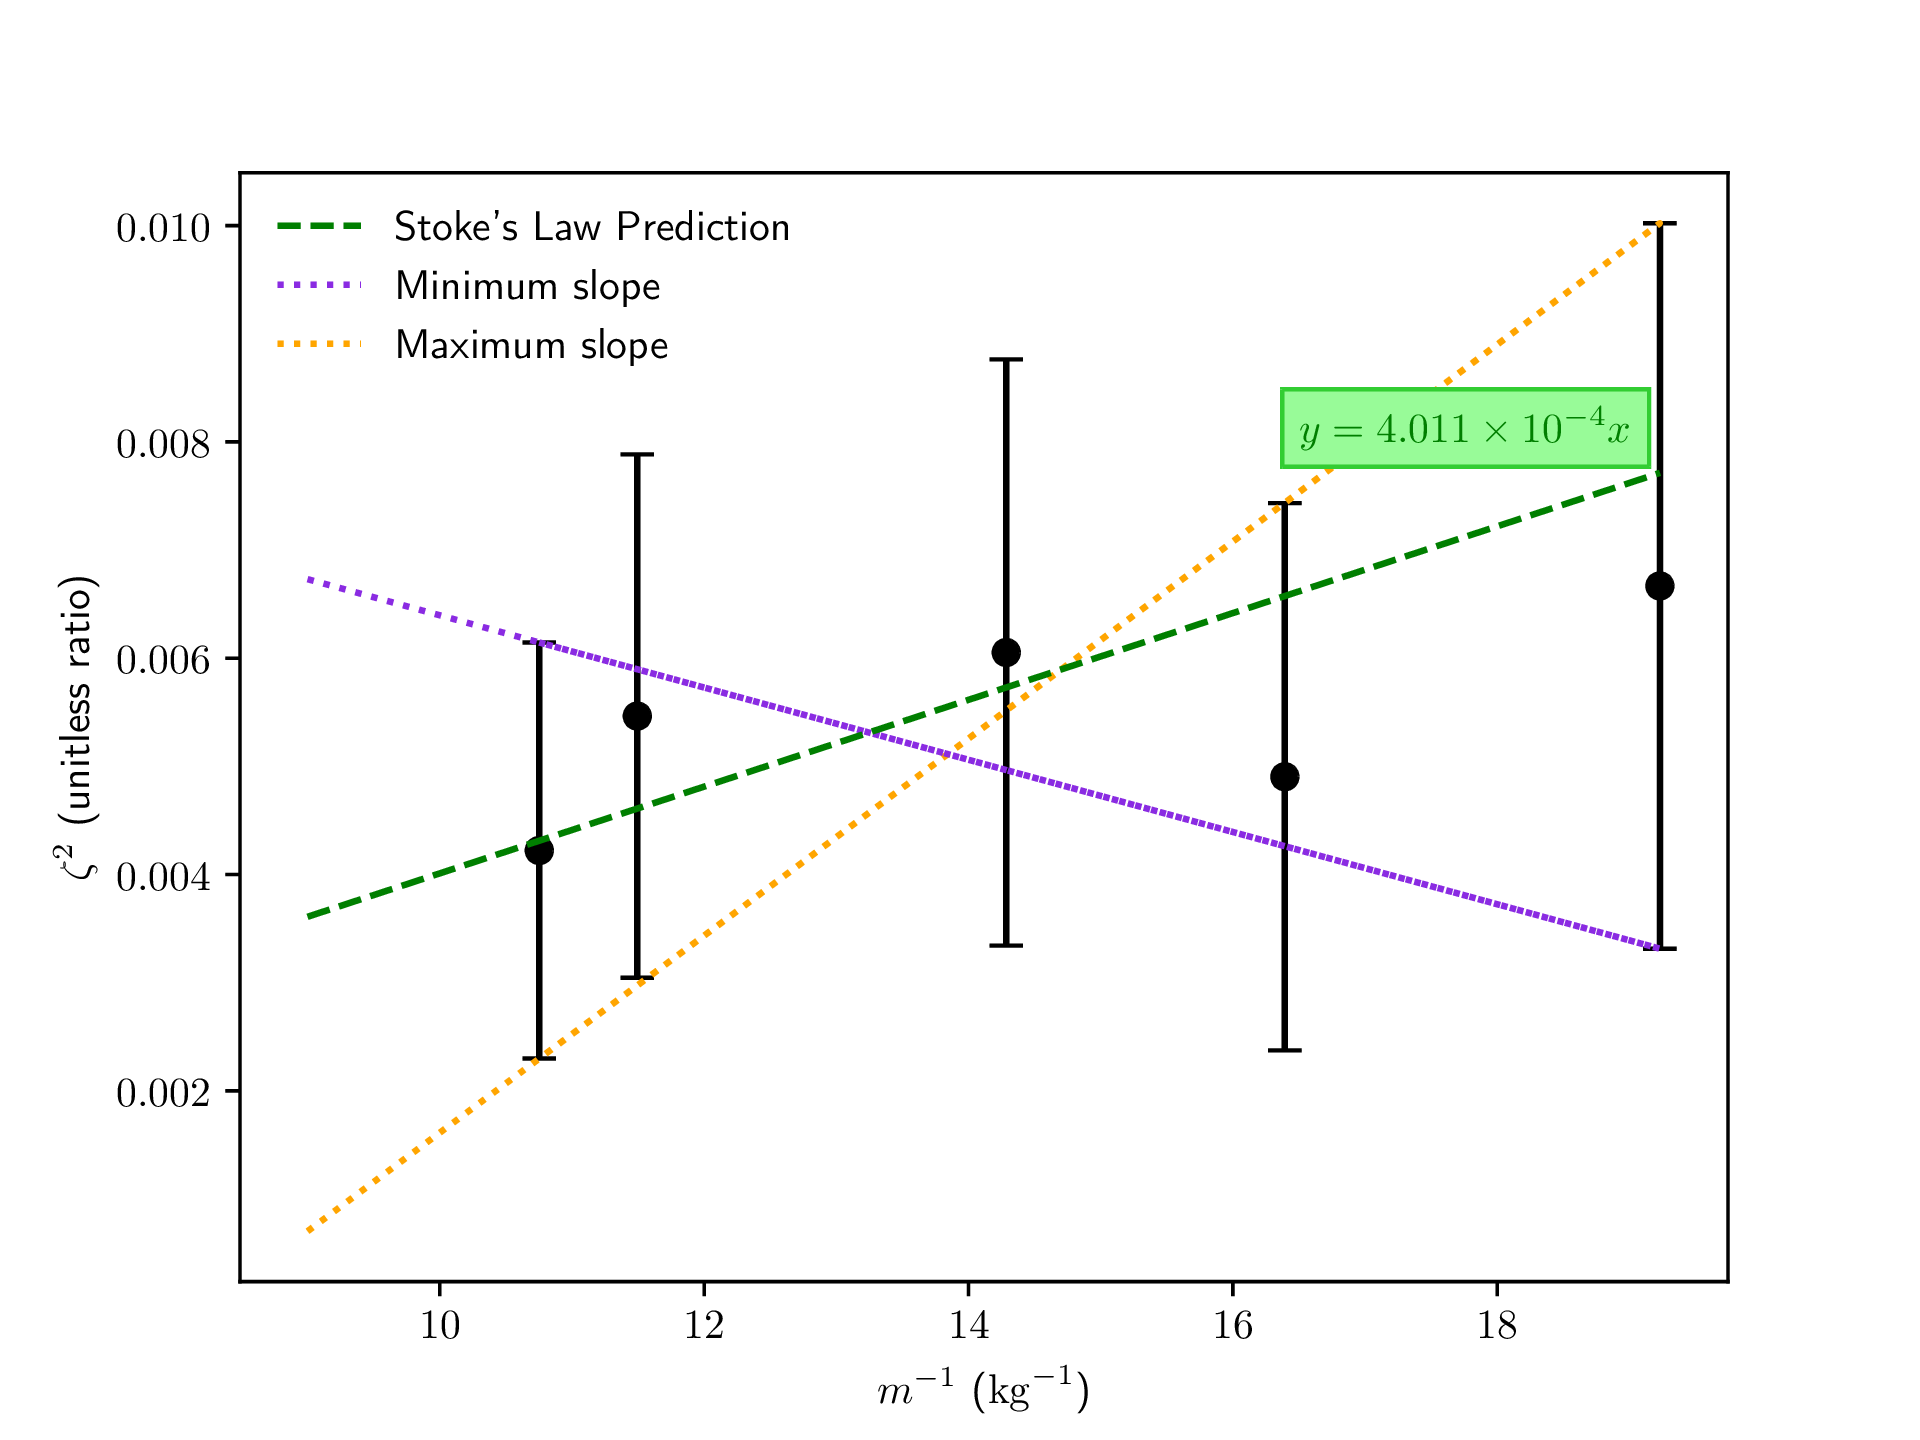 Stoke's Law Prediction
Minimum slope
Maximum slope
y = 4.011 × 10⁻⁴x
0.010
0.008
0.006
0.004
0.002
ζ² (unitless ratio)
10 12 14 16 18
m⁻¹ (kg⁻¹)